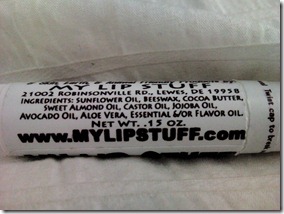 MY LIP STUFF
21002 ROBINSONVILLE RD., LEWES, DE 19958
INGREDIENTS: SUNFLOWER OIL, BEESWAX, COCOA BUTTER,
SWEET ALMOND OIL, CASTOR OIL, JOJOBA OIL,
AVOCADO OIL, ALOE VERA, ESSENTIAL &/OR FLAVOR OIL.
NET WT. .15 OZ.
www.MYLIPSTUFF.com
Twist cap to